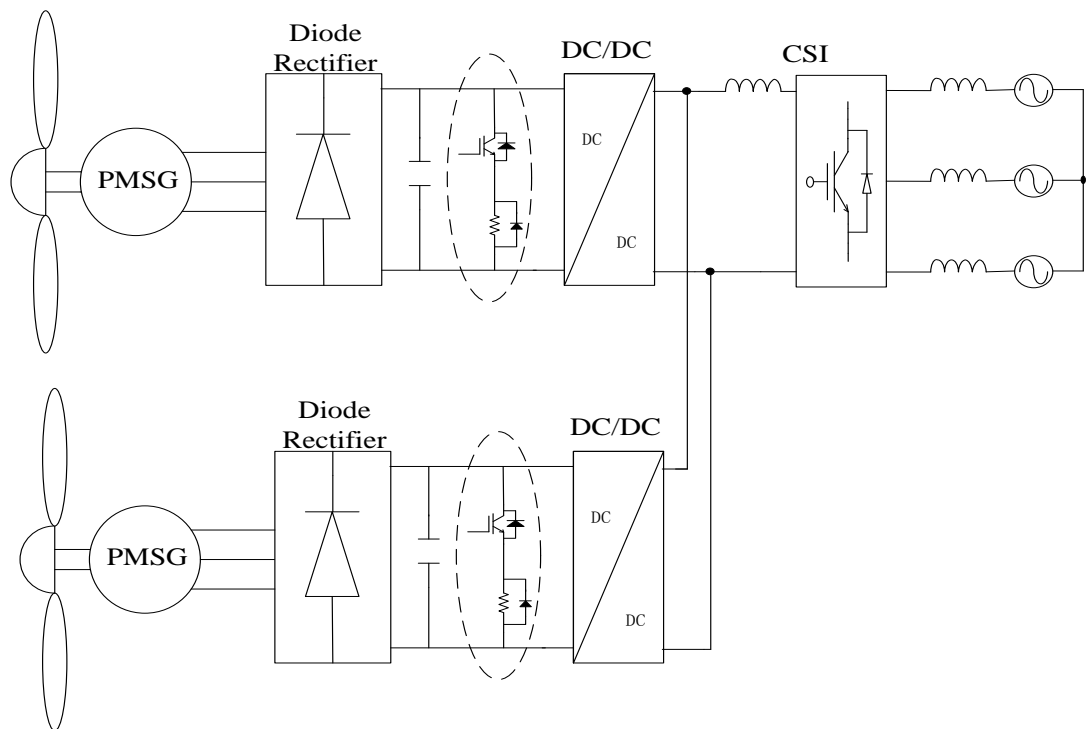 Diode
Rectifier
DC/DC
CSI
PMSG
DC
DC
Diode
Rectifier
DC/DC
PMSG
DC
DC